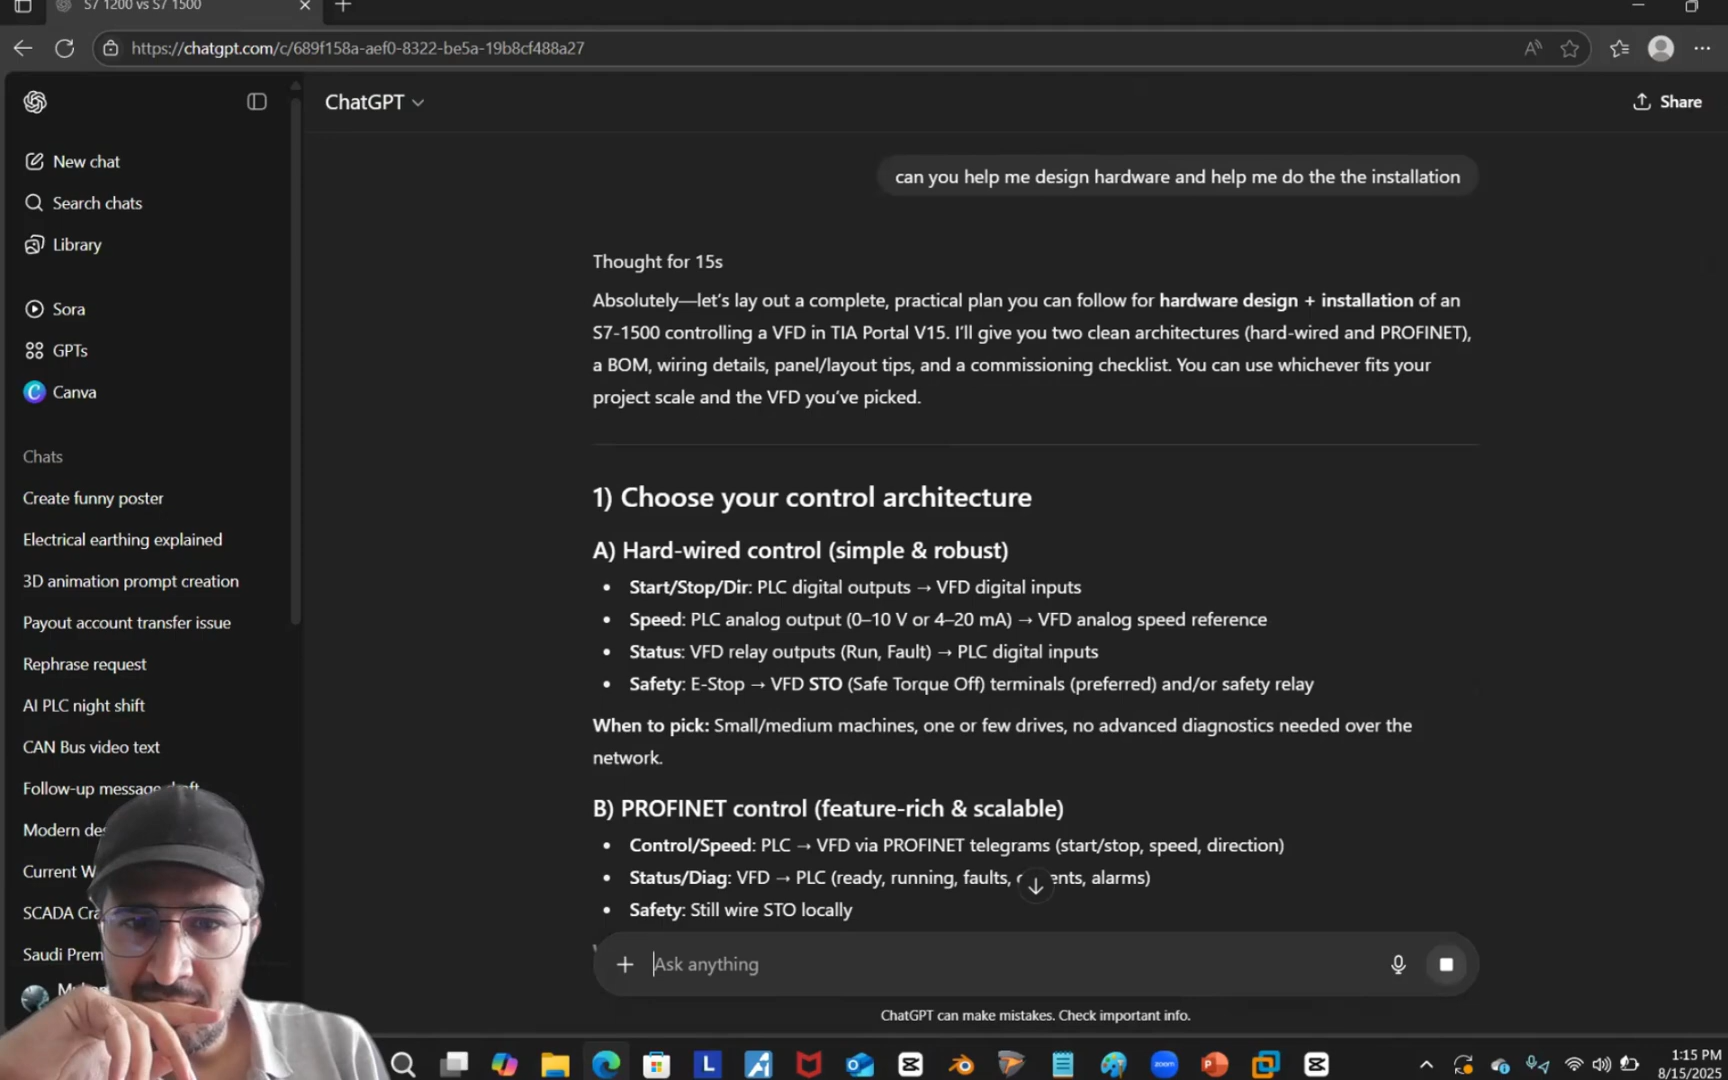 S7 1200 vs S7 1500
https://chatgpt.com/c/689f158a-aef0-8322-be5a-19b8cf488a27
ChatGPT
Share
New chat
Search chats
Library
Sora
GPTs
Canva
Chats
Create funny poster
Electrical earthing explained
3D animation prompt creation
Payout account transfer issue
Rephrase request
AI PLC night shift
CAN Bus video text
Follow-up message
Modern
Current W
SCADA
Saudi Prem
can you help me design hardware and help me do the the installation
Thought for 15s
Absolutely—let's lay out a complete, practical plan you can follow for hardware design + installation of an
S7-1500 controlling a VFD in TIA Portal V15. I'll give you two clean architectures (hard-wired and PROFINET),
a BOM, wiring details, panel/layout tips, and a commissioning checklist. You can use whichever fits your
project scale and the VFD you've picked.
1) Choose your control architecture
A) Hard-wired control (simple & robust)
• Start/Stop/Dir: PLC digital outputs → VFD digital inputs
• Speed: PLC analog output (0–10 V or 4–20 mA) → VFD analog speed reference
• Status: VFD relay outputs (Run, Fault) → PLC digital inputs
• Safety: E-Stop → VFD STO (Safe Torque Off) terminals (preferred) and/or safety relay
When to pick: Small/medium machines, one or few drives, no advanced diagnostics needed over the
network.
B) PROFINET control (feature-rich & scalable)
• Control/Speed: PLC → VFD via PROFINET telegrams (start/stop, speed, direction)
• Status/Diag: VFD → PLC (ready, running, faults, alarms)
• Safety: Still wire STO locally
Ask anything
ChatGPT can make mistakes. Check important info.
zoom
1:15 PM
8/15/2025